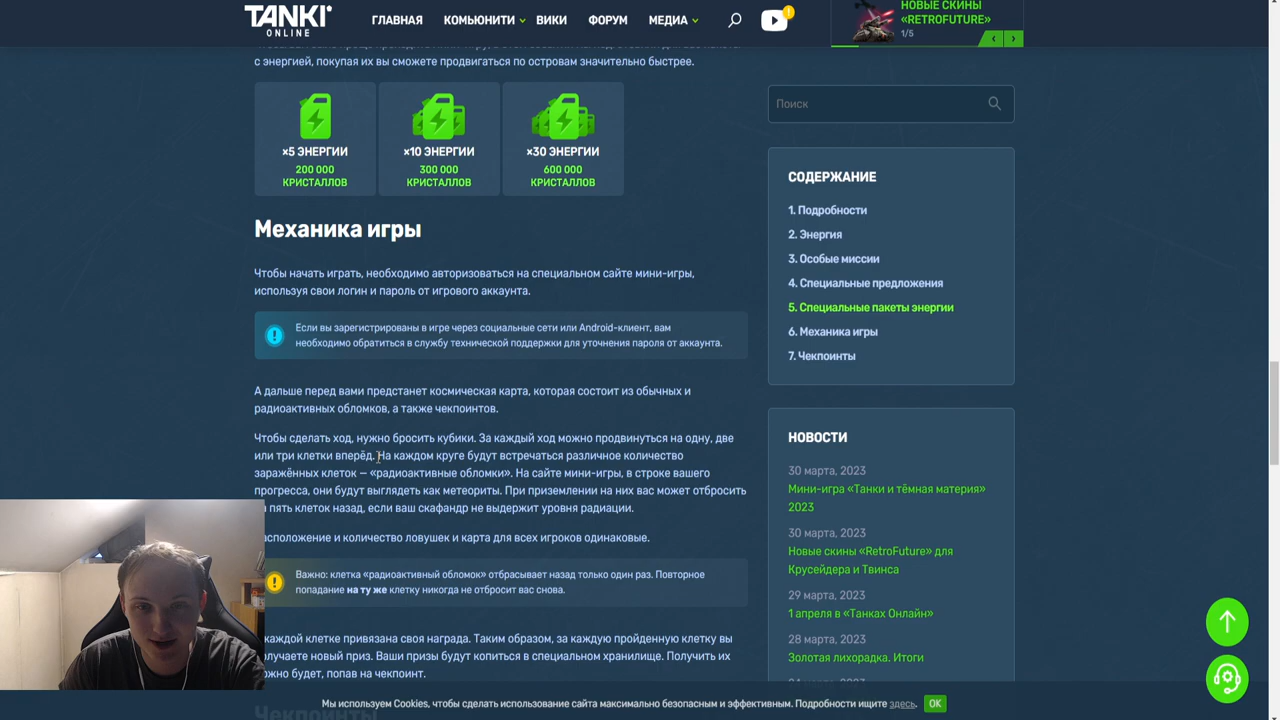 TANKI
ONLINE
ГЛАВНАЯ
КОМЬЮНИТИ
ВИКИ
ФОРУМ
МЕДИА
НОВЫЕ СКИНЫ
«RETROFUTURE»
1/5
с энергией, покупая их вы сможете продвигаться по островам значительно быстрее.
×5 ЭНЕРГИИ
200 000
КРИСТАЛЛОВ
×10 ЭНЕРГИИ
300 000
КРИСТАЛЛОВ
×30 ЭНЕРГИИ
600 000
КРИСТАЛЛОВ
Механика игры
Чтобы начать играть, необходимо авторизоваться на специальном сайте мини-игры,
используя свои логин и пароль от игрового аккаунта.
Если вы зарегистрированы в игре через социальные сети или Android-клиент, вам
необходимо обратиться в службу технической поддержки для уточнения пароля от аккаунта.
А дальше перед вами предстанет космическая карта, которая состоит из обычных и
радиоактивных обломков, а также чекпоинтов.
Чтобы сделать ход, нужно бросить кубики. За каждый ход можно продвинуться на одну, две
или три клетки вперёд. На каждом круге будут встречаться различное количество
заражённых клеток – «радиоактивные обломки». На сайте мини-игры, в строке вашего
прогресса, они будут выглядеть как метеориты. При приземлении на них вас может отбросить
пять клеток назад, если ваш скафандр не выдержит уровня радиации.
асположение и количество ловушек и карта для всех игроков одинаковые.
Важно: клетка «радиоактивный обломок» отбрасывает назад только один раз. Повторное
попадание на ту же клетку никогда не отбросит вас снова.
каждой клетке привязана своя награда. Таким образом, за каждую пройденную клетку вы
олучаете новый приз. Ваши призы будут копиться в специальном хранилище. Получить их
ожно будет, попав на чекпоинт.
Поиск
СОДЕРЖАНИЕ
1. Подробности
2. Энергия
3. Особые миссии
4. Специальные предложения
5. Специальные пакеты энергии
6. Механика игры
7. Чекпоинты
НОВОСТИ
30 марта, 2023
Мини-игра «Танки и тёмная материя»
2023
30 марта, 2023
Новые скины «RetroFuture» для
Крусейдера и Твинса
29 марта, 2023
1 апреля в «Танках Онлайн»
28 марта, 2023
Золотая лихорадка. Итоги
Мы используем Cookies, чтобы сделать использование сайта максимально безопасным и эффективным. Подробности ищите здесь.
OK